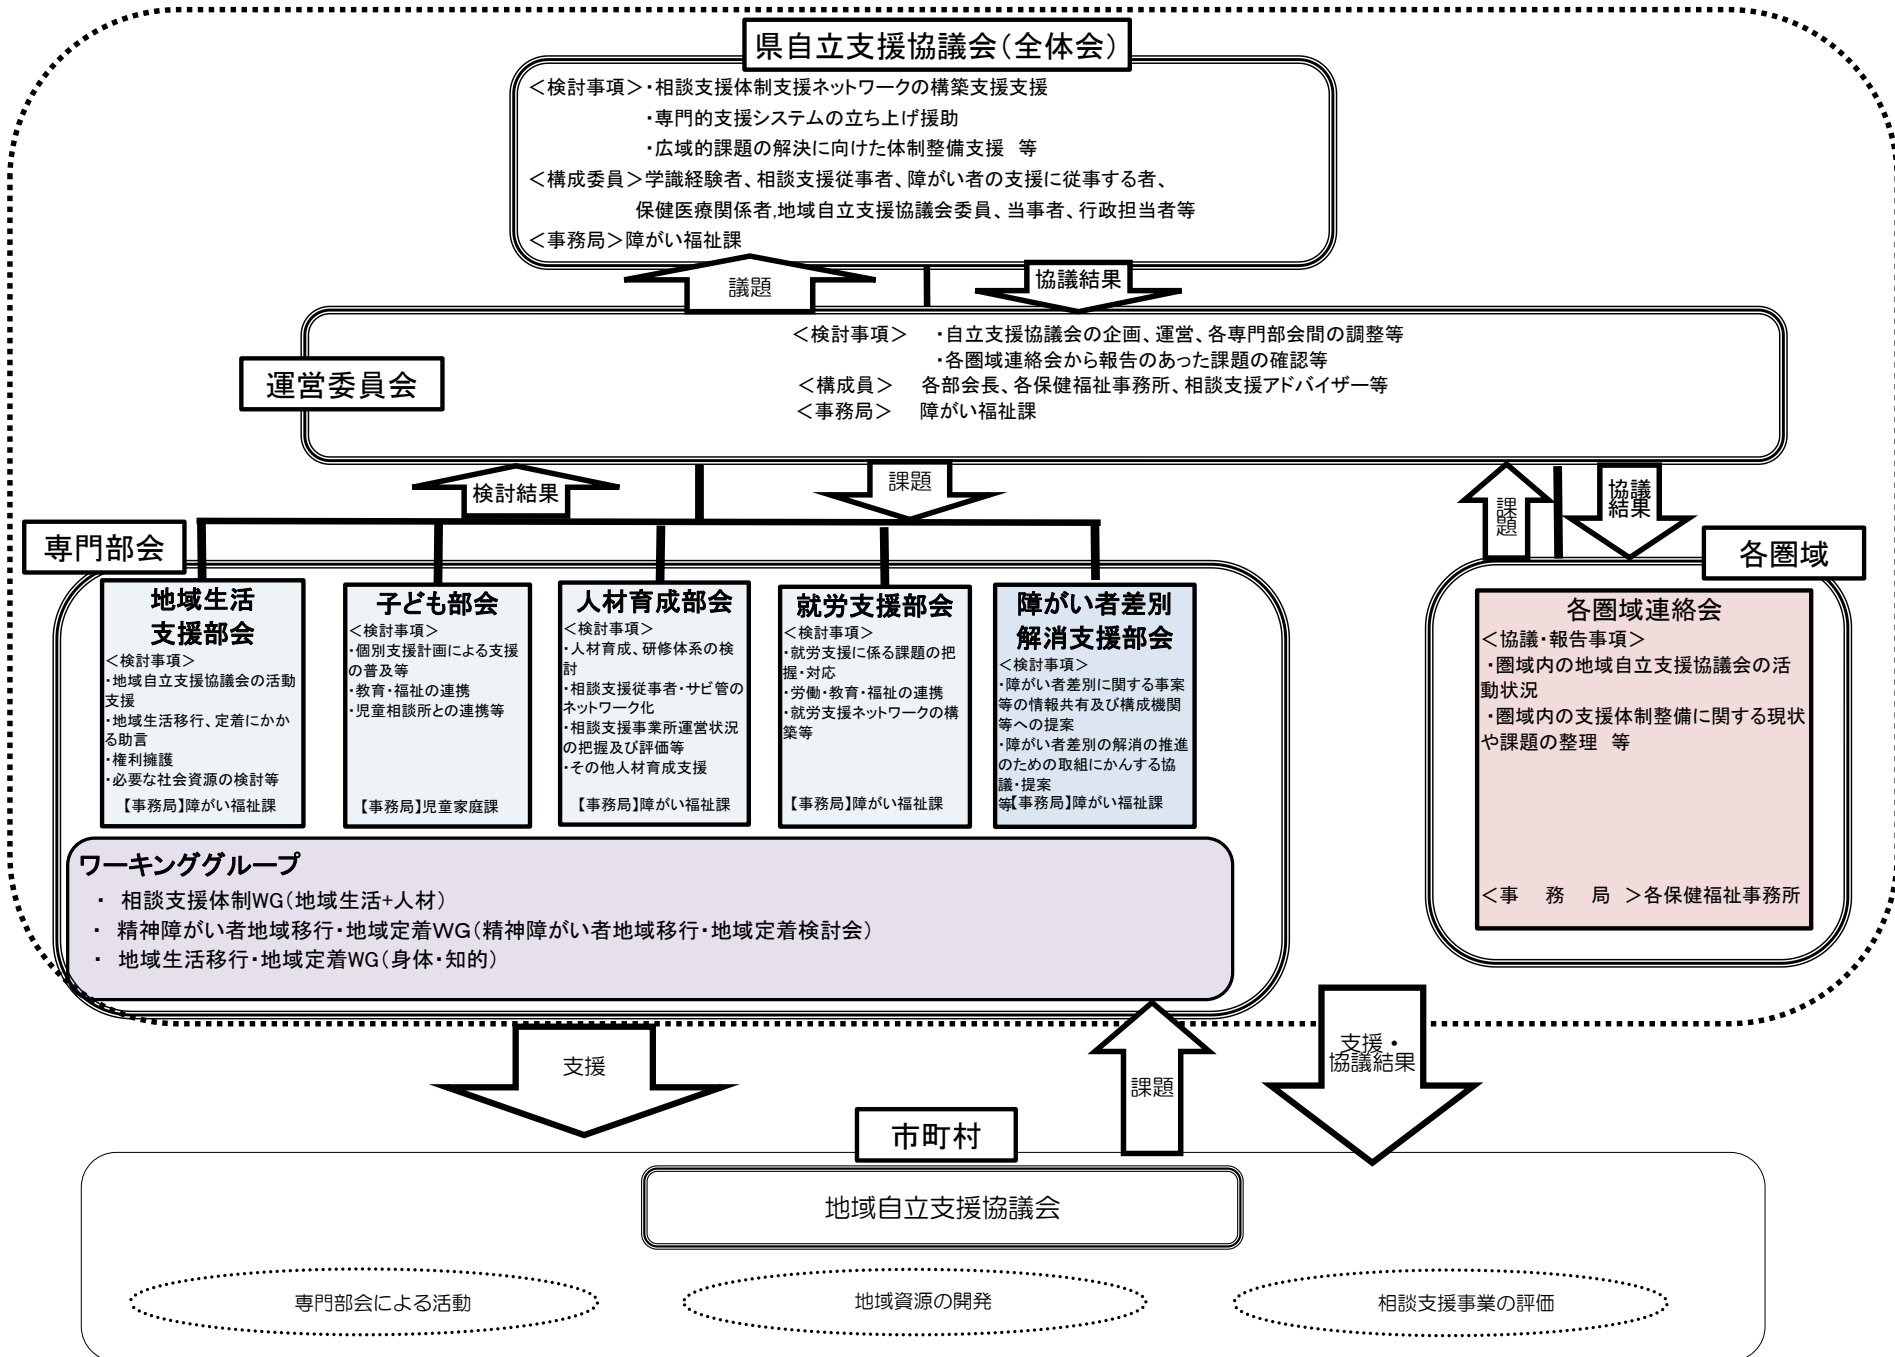 県自立支援協議会(全体会)
＜検討事項＞・相談支援体制支援ネットワークの構築支援支援
・専門的支援システムの立ち上げ援助
・広域的課題の解決に向けた体制整備支援　等
＜構成委員＞学識経験者、相談支援従事者、障がい者の支援に従事する者、
保健医療関係者,地域自立支援協議会委員、当事者、行政担当者等
＜事務局＞障がい福祉課
議題
協議結果
運営委員会
＜検討事項＞　・自立支援協議会の企画、運営、各専門部会間の調整等
・各圏域連絡会から報告のあった課題の確認等
＜構成員＞　各部会長、各保健福祉事務所、相談支援アドバイザー等
＜事務局＞　障がい福祉課
検討結果
課題
課題
協議
結果
専門部会
地域生活
支援部会
＜検討事項＞
・地域自立支援協議会の活動
支援
・地域生活移行、定着にかか
る助言
・権利擁護
・必要な社会資源の検討等
【事務局】障がい福祉課
子ども部会
＜検討事項＞
・個別支援計画による支援
の普及等
・教育・福祉の連携
・児童相談所との連携等
【事務局】児童家庭課
人材育成部会
＜検討事項＞
・人材育成、研修体系の検
討
・相談支援従事者・サビ管の
ネットワーク化
・相談支援事業所運営状況
の把握及び評価等
・その他人材育成支援
【事務局】障がい福祉課
就労支援部会
＜検討事項＞
・就労支援に係る課題の把
握・対応
・労働・教育・福祉の連携
・就労支援ネットワークの構
築等
【事務局】障がい福祉課
障がい者差別
解消支援部会
＜検討事項＞
・障がい者差別に関する事案
等の情報共有及び構成機関
等への提案
・障がい者差別の解消の推進
のための取組にかんする協
議・提案
等【事務局】障がい福祉課
各圏域
各圏域連絡会
＜協議・報告事項＞
・圏域内の地域自立支援協議会の活
動状況
・圏域内の支援体制整備に関する現状
や課題の整理　等
＜事　務　局　＞各保健福祉事務所
ワーキンググループ
・　相談支援体制WG(地域生活+人材)
・　精神障がい者地域移行・地域定着WG(精神障がい者地域移行・地域定着検討会)
・　地域生活移行・地域定着WG(身体・知的)
支援
課題
支援・
協議結果
市町村
地域自立支援協議会
専門部会による活動
地域資源の開発
相談支援事業の評価